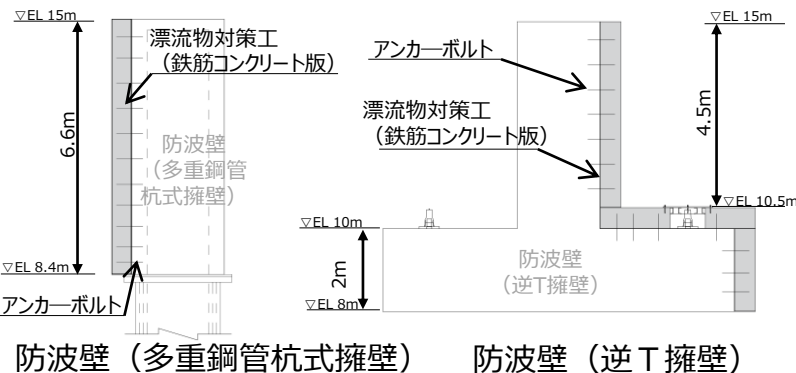 ▽EL 15m
漂流物対策工
（鉄筋コンクリート版）
6.6m
防波壁
（多重鋼管
杭式擁壁）
▽EL 8.4m
アンカーボルト
防波壁（多重鋼管杭式擁壁）
▽EL 15m
アンカーボルト
漂流物対策工
（鉄筋コンクリート版）
4.5m
▽EL 10.5m
▽EL 10m
2m
防波壁
（逆T擁壁）
▽EL 8m
防波壁（逆Ｔ擁壁）